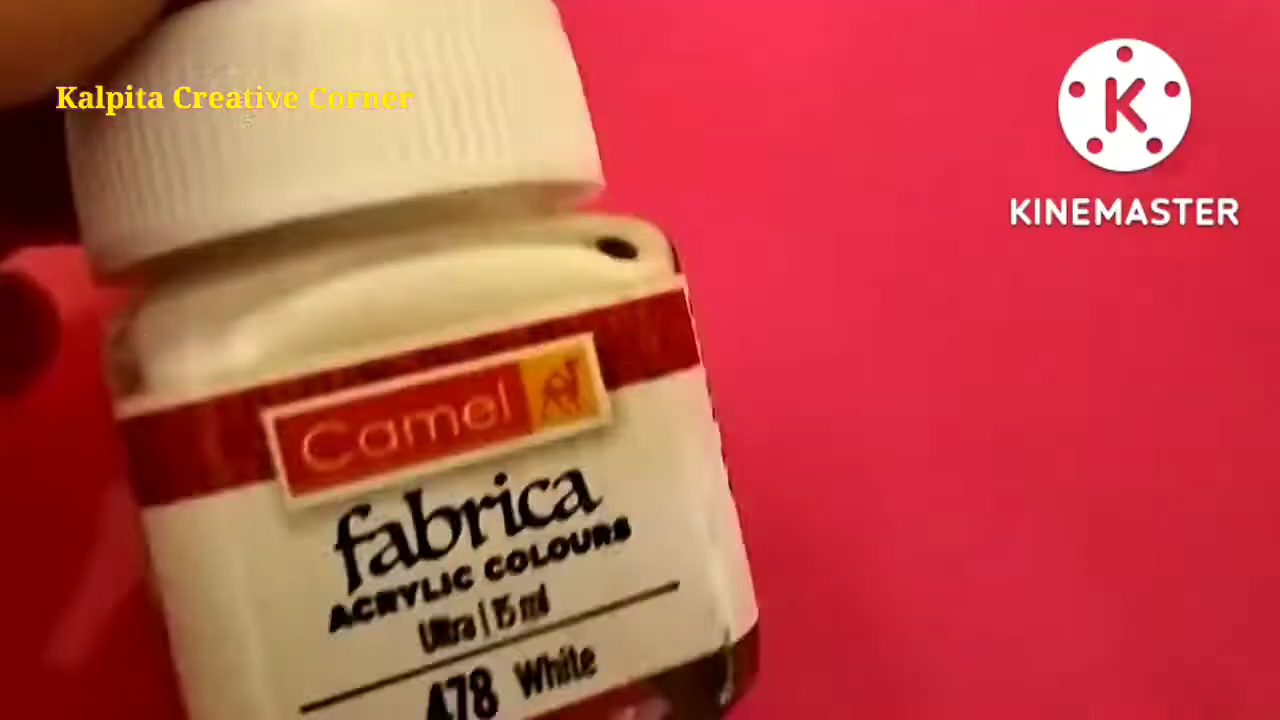 Kalpita Creative Corner
K
KINEMASTER
Camel
fabrica
ACRYLIC COLOURS
Ultra | 15 ml
478 White